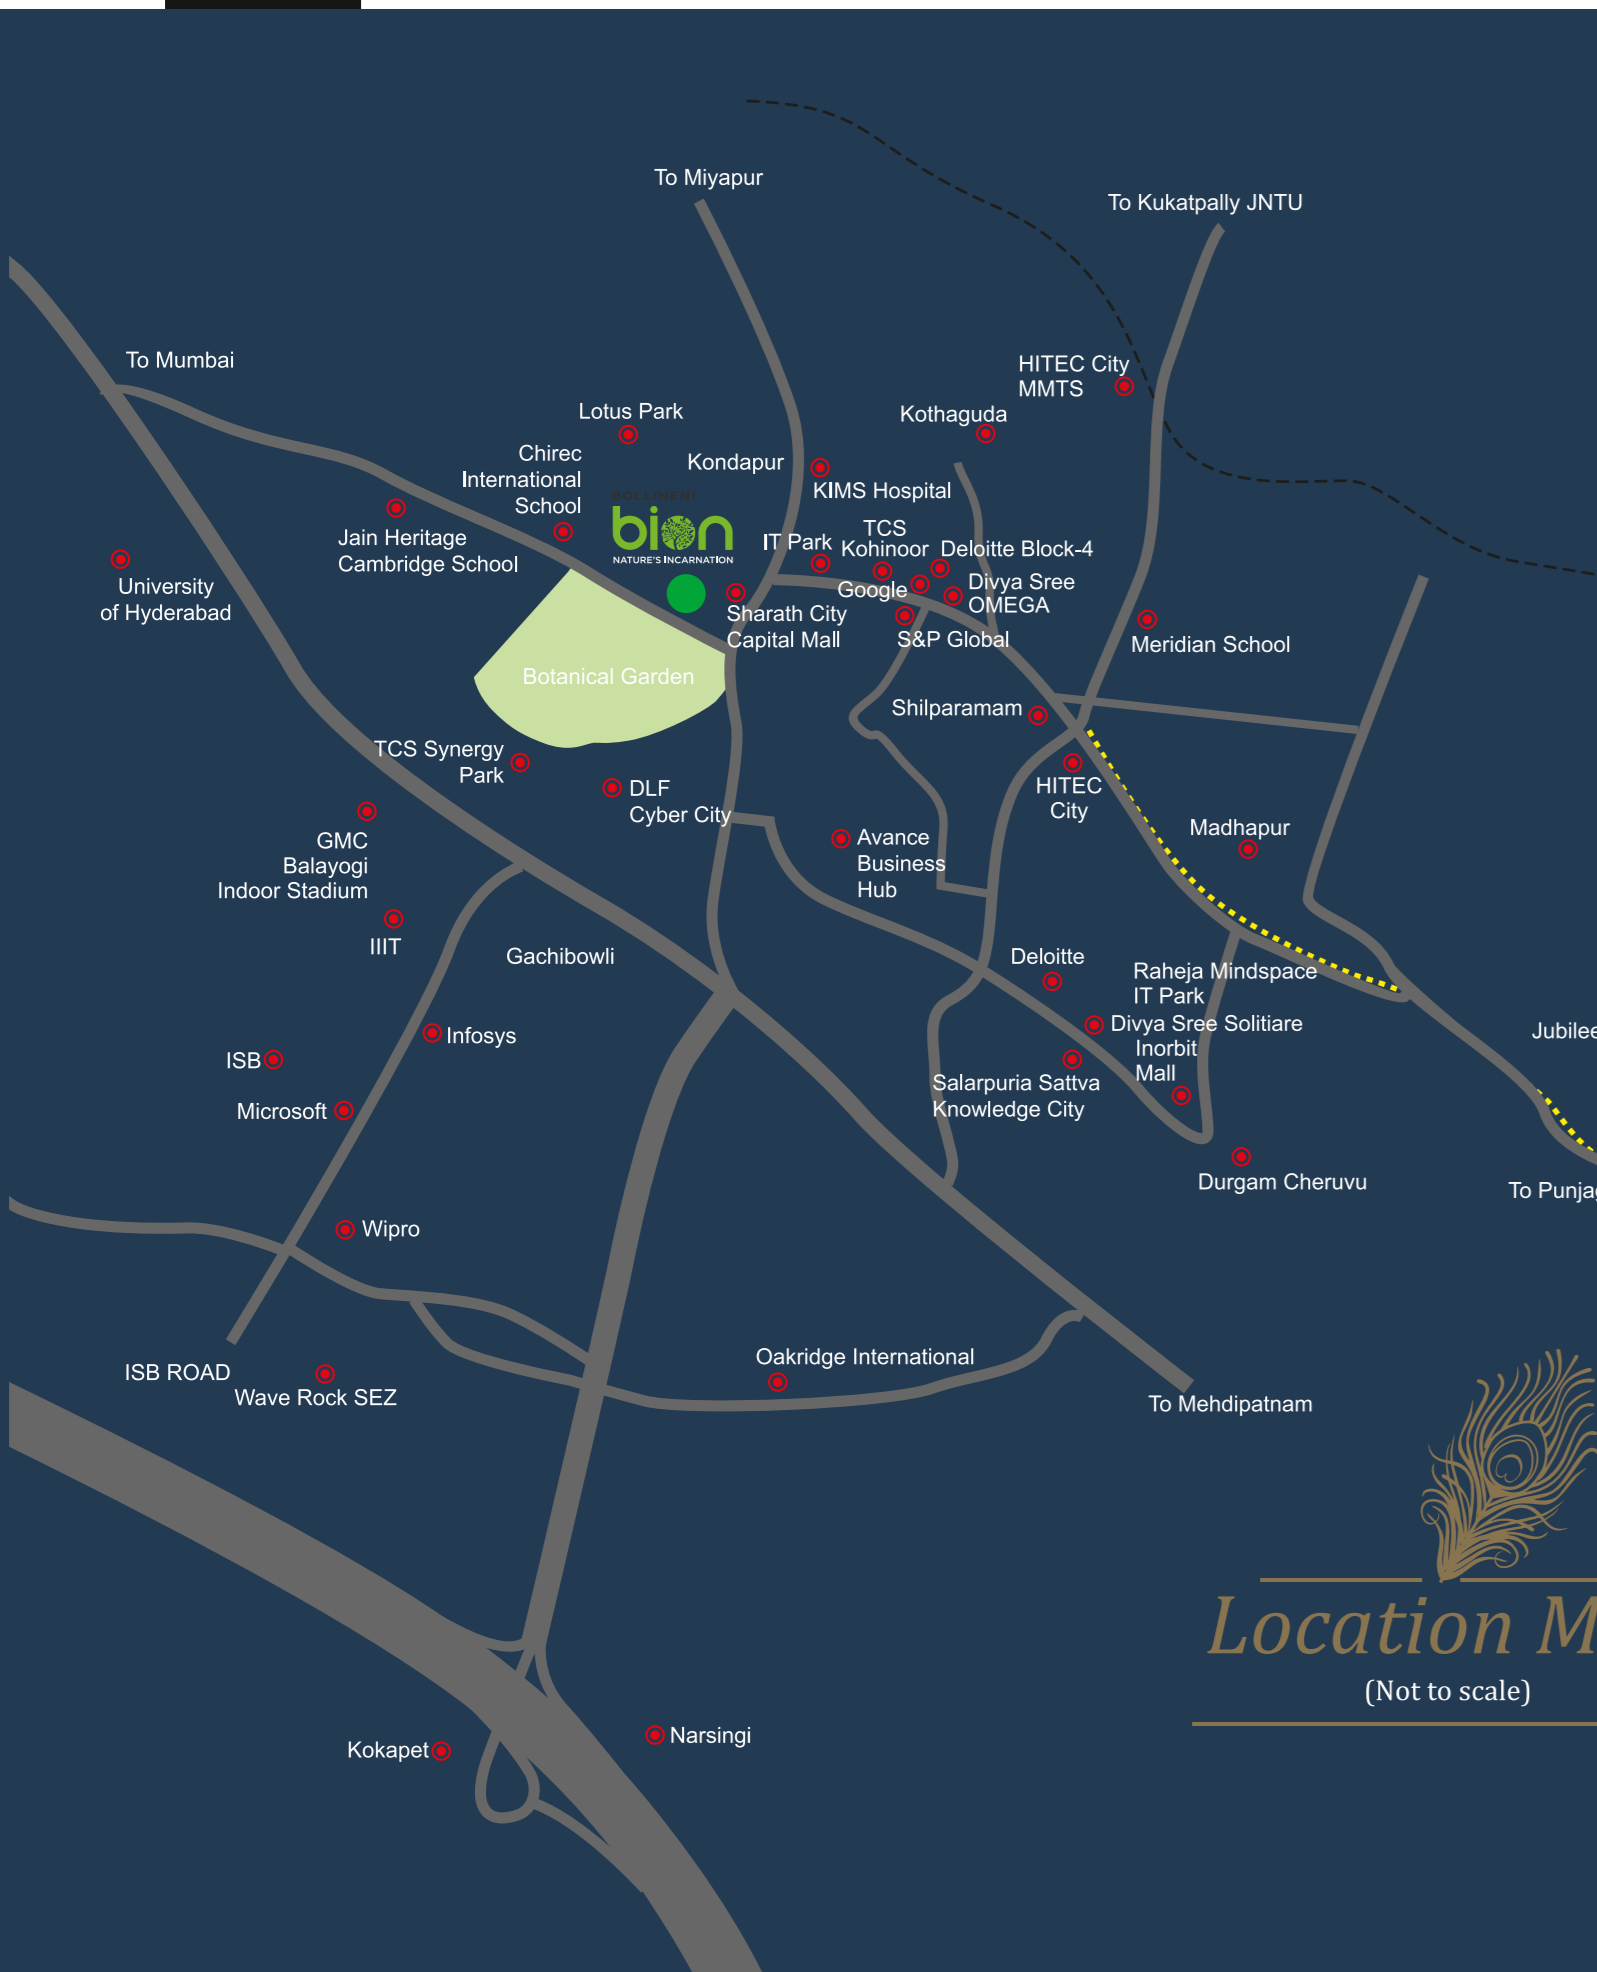 To Miyapur
To Kukatpally JNTU
To Mumbai
HITEC City
MMTS
Lotus Park
Kothaguda
Chirec
International
School
Kondapur
KIMS Hospital
BOLLINENI
bion
NATURE'S INCARNATION
Jain Heritage
Cambridge School
IT Park
TCS
Kohinoor
Deloitte Block-4
Google
Divya Sree
OMEGA
University
of Hyderabad
Sharath City
Capital Mall
S&P Global
Meridian School
Botanical Garden
Shilparamam
TCS Synergy
Park
DLF
Cyber City
HITEC
City
GMC
Balayogi
Indoor Stadium
Avance
Business
Hub
Madhapur
IIIT
Gachibowli
Deloitte
Raheja Mindspace
IT Park
Divya Sree Solitiare
Inorbit
Mall
Infosys
Jubilee
ISB
Salarpuria Sattva
Knowledge City
Microsoft
Durgam Cheruvu
To Punja
Wipro
Oakridge International
ISB ROAD
Wave Rock SEZ
To Mehdipatnam
Location M
(Not to scale)
Kokapet
Narsingi